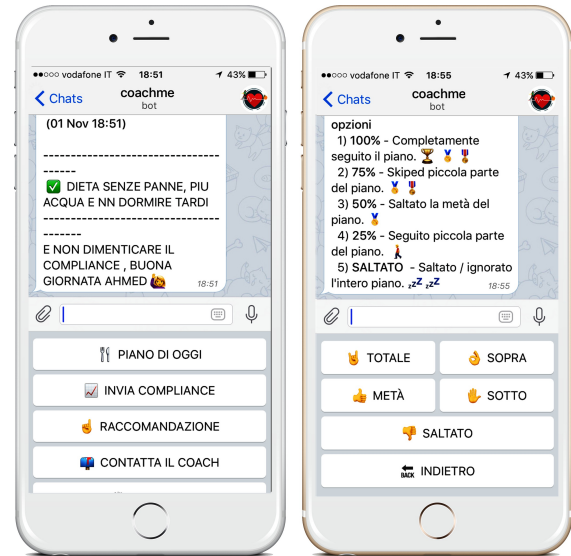 vodafone IT 18:51 43%
Chats
coachme
bot
(01 Nov 18:51)
-------------------------------
------
✅ DIETA SENZE PANNE, PIU
ACQUA E NN DORMIRE TARDI
-------------------------------
-------
E NON DIMENTICARE IL
COMPLIANCE , BUONA
GIORNATA AHMED 🙋
18:51
🍴 PIANO DI OGGI
📈 INVIA COMPLIANCE
☝ RACCOMANDAZIONE
📫 CONTATTA IL COACH
vodafone IT 18:55 43%
Chats
coachme
bot
opzioni
1) 100% - Completamente
seguito il piano. 🏆 🏅 🎖
2) 75% - Skiped piccola parte
del piano. 🏅 🎖
3) 50% - Saltato la metà del
piano. 🏅
4) 25% - Seguito piccola parte
del piano. 🚶
5) SALTATO - Saltato / ignorato
l'intero piano. 💤 💤
18:55
🤘 TOTALE
👌 SOPRA
👍 METÀ
🖐 SOTTO
👎 SALTATO
🔙 INDIETRO